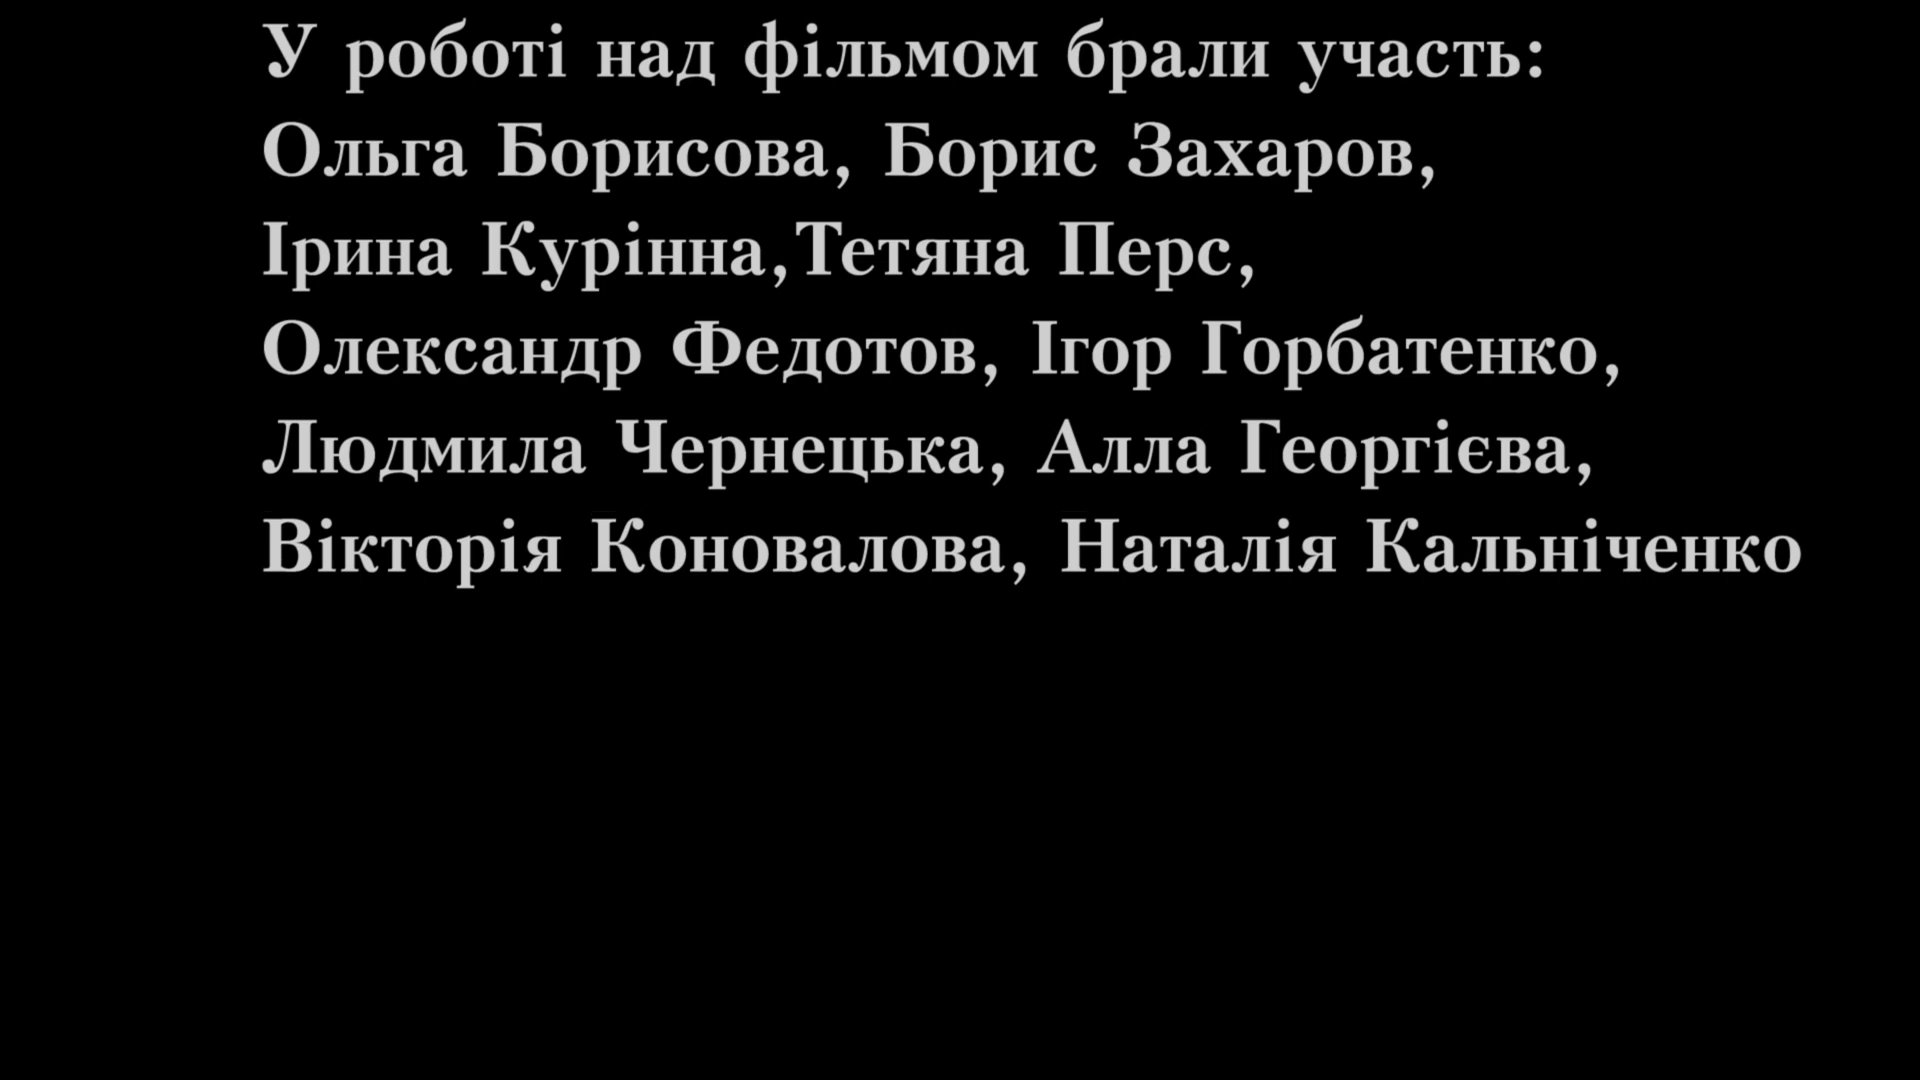 У роботі над фільмом брали участь:
Ольга Борисова, Борис Захаров,
Ірина Курінна,Тетяна Перс,
Олександр Федотов, Ігор Горбатенко,
Людмила Чернецька, Алла Георгієва,
Вікторія Коновалова, Наталія Кальніченко